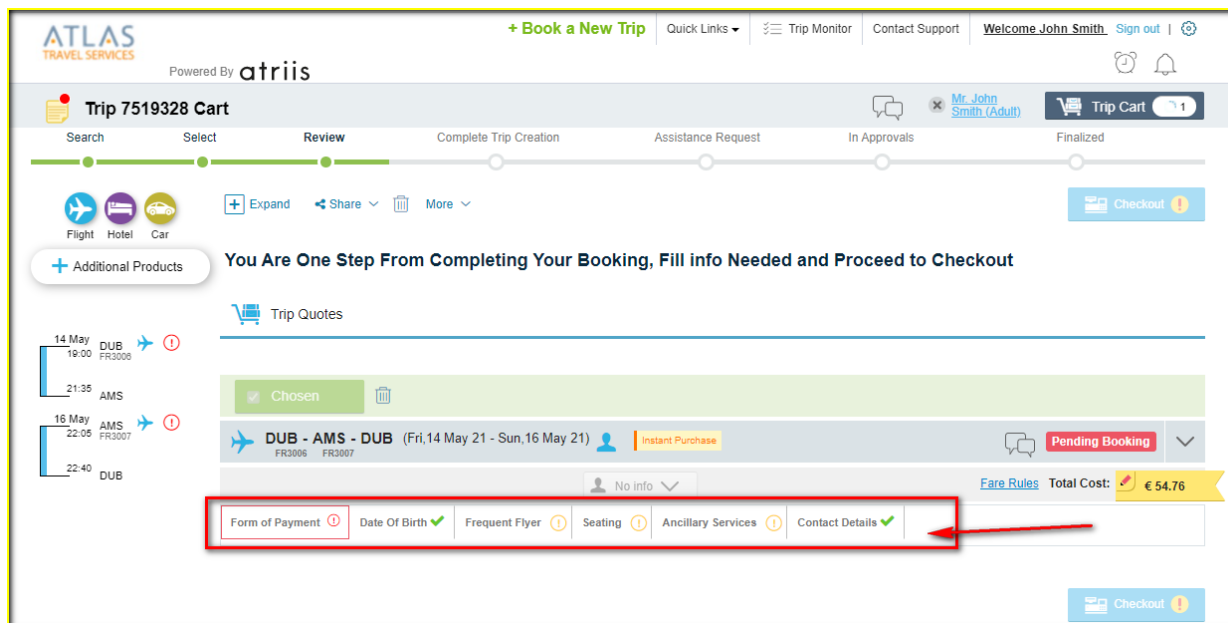 ATLAS
TRAVEL SERVICES
Powered By atriis
+ Book a New Trip Quick Links Trip Monitor Contact Support Welcome John Smith Sign out |
Trip 7519328 Cart
Mr. John
Smith (Adult)
Trip Cart 1
Search Select Review Complete Trip Creation Assistance Request In Approvals Finalized
Flight Hotel Car
+ Expand Share More
Checkout !
+ Additional Products
You Are One Step From Completing Your Booking, Fill info Needed and Proceed to Checkout
Trip Quotes
14 May DUB !
19:00 FR3006
21:35 AMS
16 May AMS !
22:05 FR3007
22:40 DUB
Chosen
DUB - AMS - DUB (Fri,14 May 21 - Sun,16 May 21) Instant Purchase
FR3006 FR3007
Pending Booking
No info
Fare Rules Total Cost: € 54.76
Form of Payment ! Date Of Birth Frequent Flyer ! Seating ! Ancillary Services ! Contact Details
Checkout !